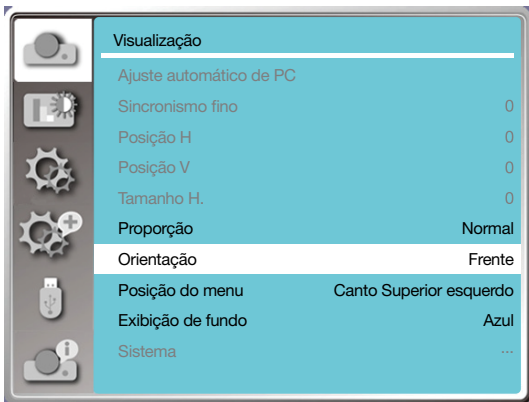 Visualização
Ajuste automático de PC
Sincronismo fino 0
Posição H 0
Posição V 0
Tamanho H. 0
Proporção Normal
Orientação Frente
Posição do menu Canto Superior esquerdo
Exibição de fundo Azul
Sistema ...